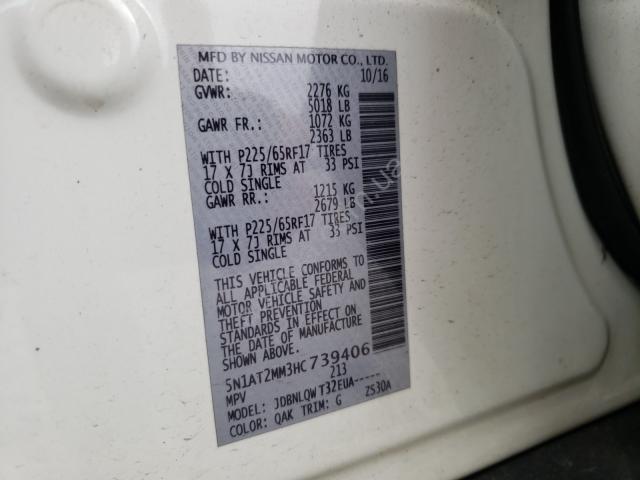 MFD BY NISSAN MOTOR CO., LTD.
DATE: 10/16
GVWR: 2276 KG
5018 LB
GAWR FR.: 1072 KG
2363 LB
WITH P225/65RF17 TIRES
17 X 7J RIMS AT 33 PSI
COLD SINGLE
GAWR RR.: 1215 KG
2679 LB
WITH P225/65RF17 TIRES
17 X 7J RIMS AT 33 PSI
COLD SINGLE
THIS VEHICLE CONFORMS TO
ALL APPLICABLE FEDERAL
MOTOR VEHICLE SAFETY AND
THEFT PREVENTION
STANDARDS IN EFFECT ON
THE DATE OF MANUFACTURE
SHOWN ABOVE.
5N1AT2MM3HC739406
MPV 213
MODEL: JDBNLQWT32EUA-----
COLOR: QAK TRIM: G ZS30A